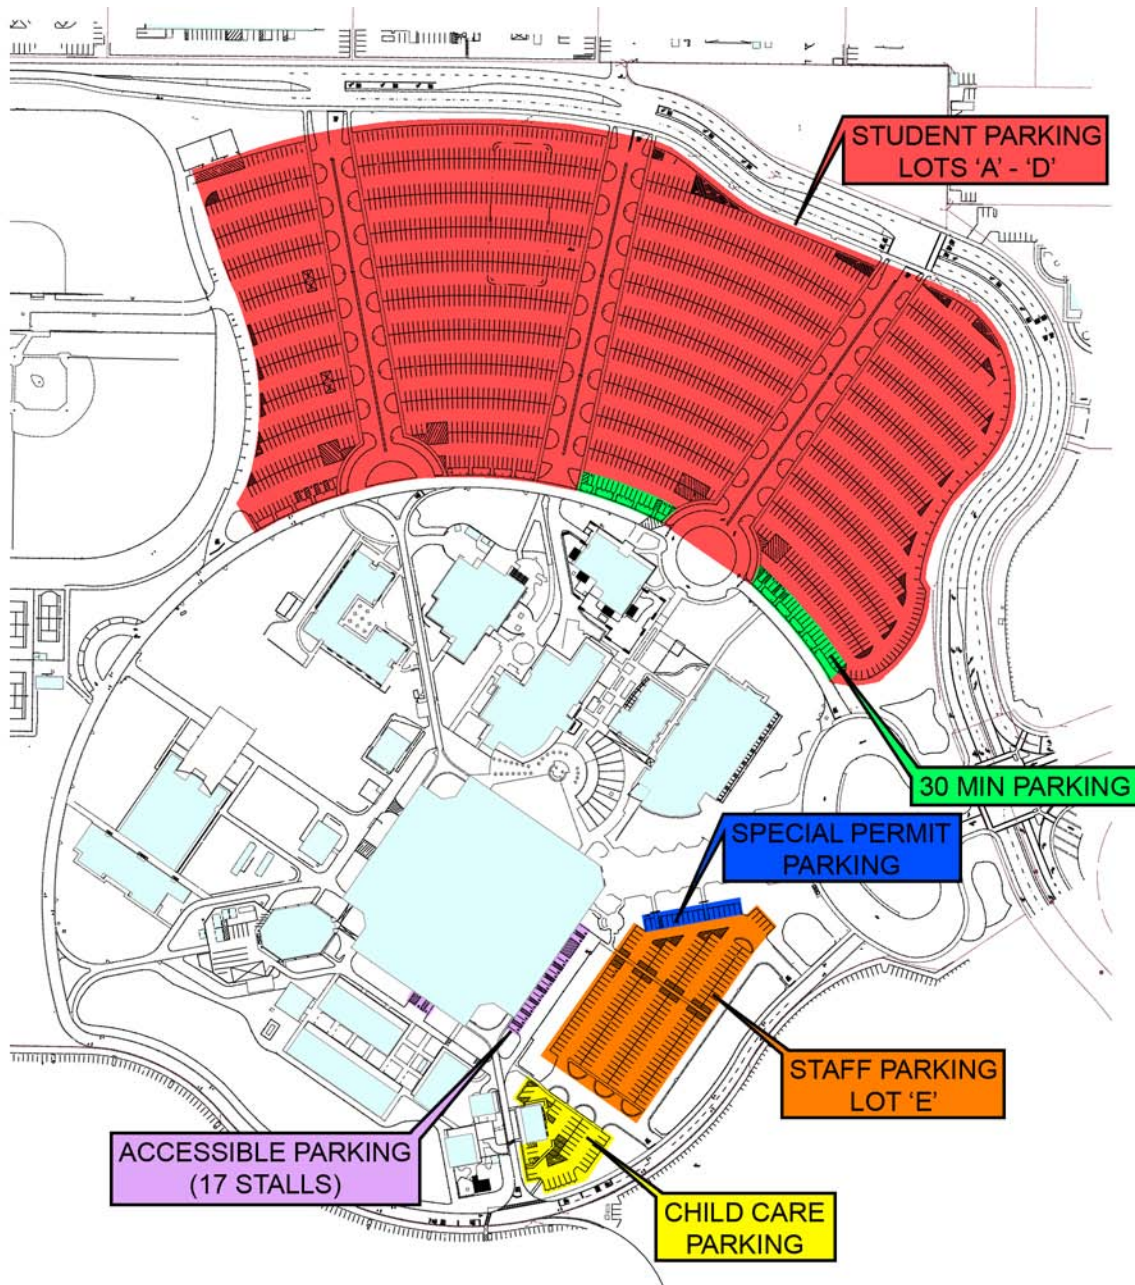 STUDENT PARKING
LOTS ‘A’ - ‘D’
30 MIN PARKING
SPECIAL PERMIT
PARKING
STAFF PARKING
LOT ‘E’
ACCESSIBLE PARKING
(17 STALLS)
CHILD CARE
PARKING